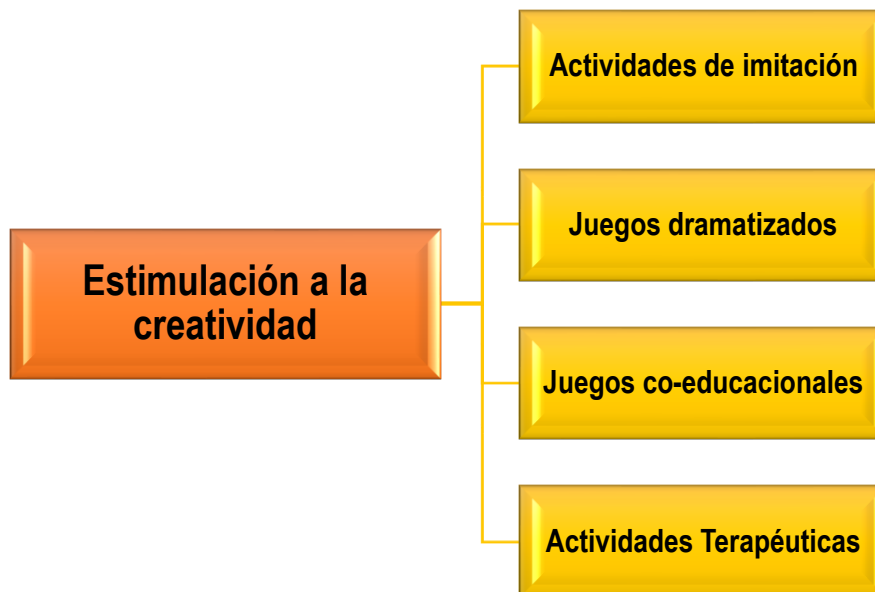 Actividades de imitación
Juegos dramatizados
Estimulación a la
creatividad
Juegos co-educacionales
Actividades Terapéuticas